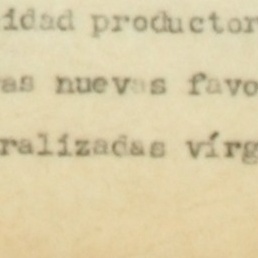 idad productor
as nuevas favo
ralizadas vírg